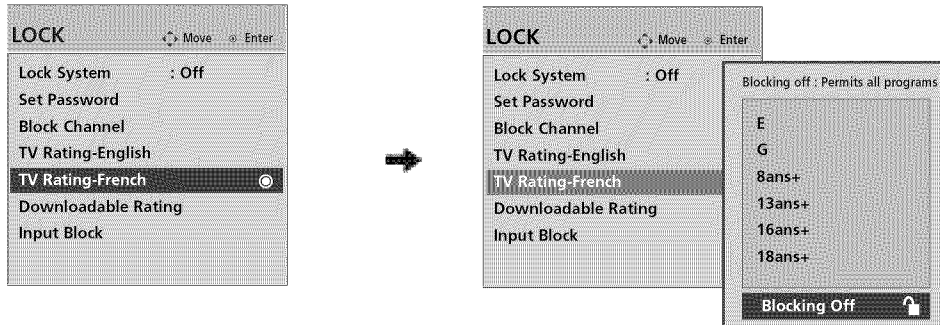 LOCK
Move Enter
Lock System : Off
Set Password
Block Channel
TV Rating-English
TV Rating-French
Downloadable Rating
Input Block
LOCK
Move Enter
Lock System : Off
Set Password
Block Channel
TV Rating-English
TV Rating-French
Downloadable Rating
Input Block
Blocking off : Permits all programs
E
G
8ans+
13ans+
16ans+
18ans+
Blocking Off